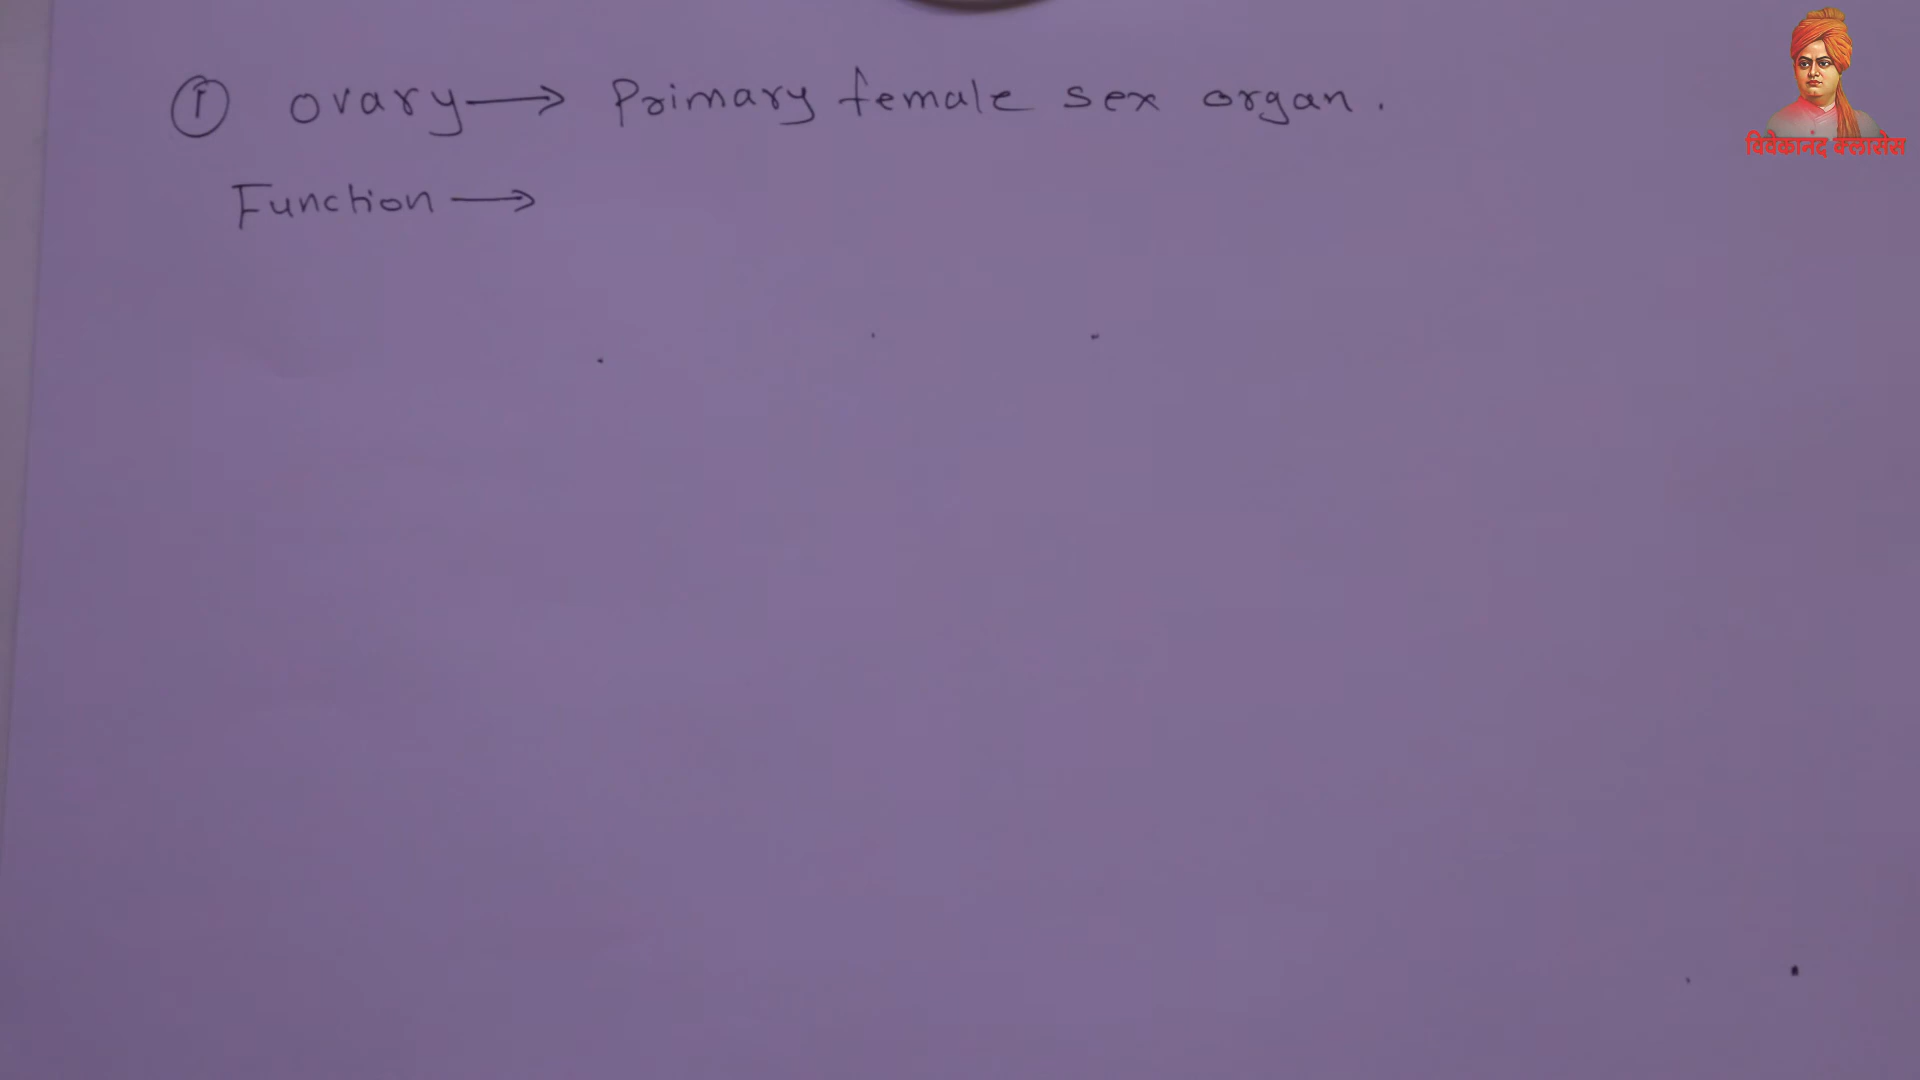 ① ovary → Primary female sex organ.
Function →
विवेकानंद क्लासेस